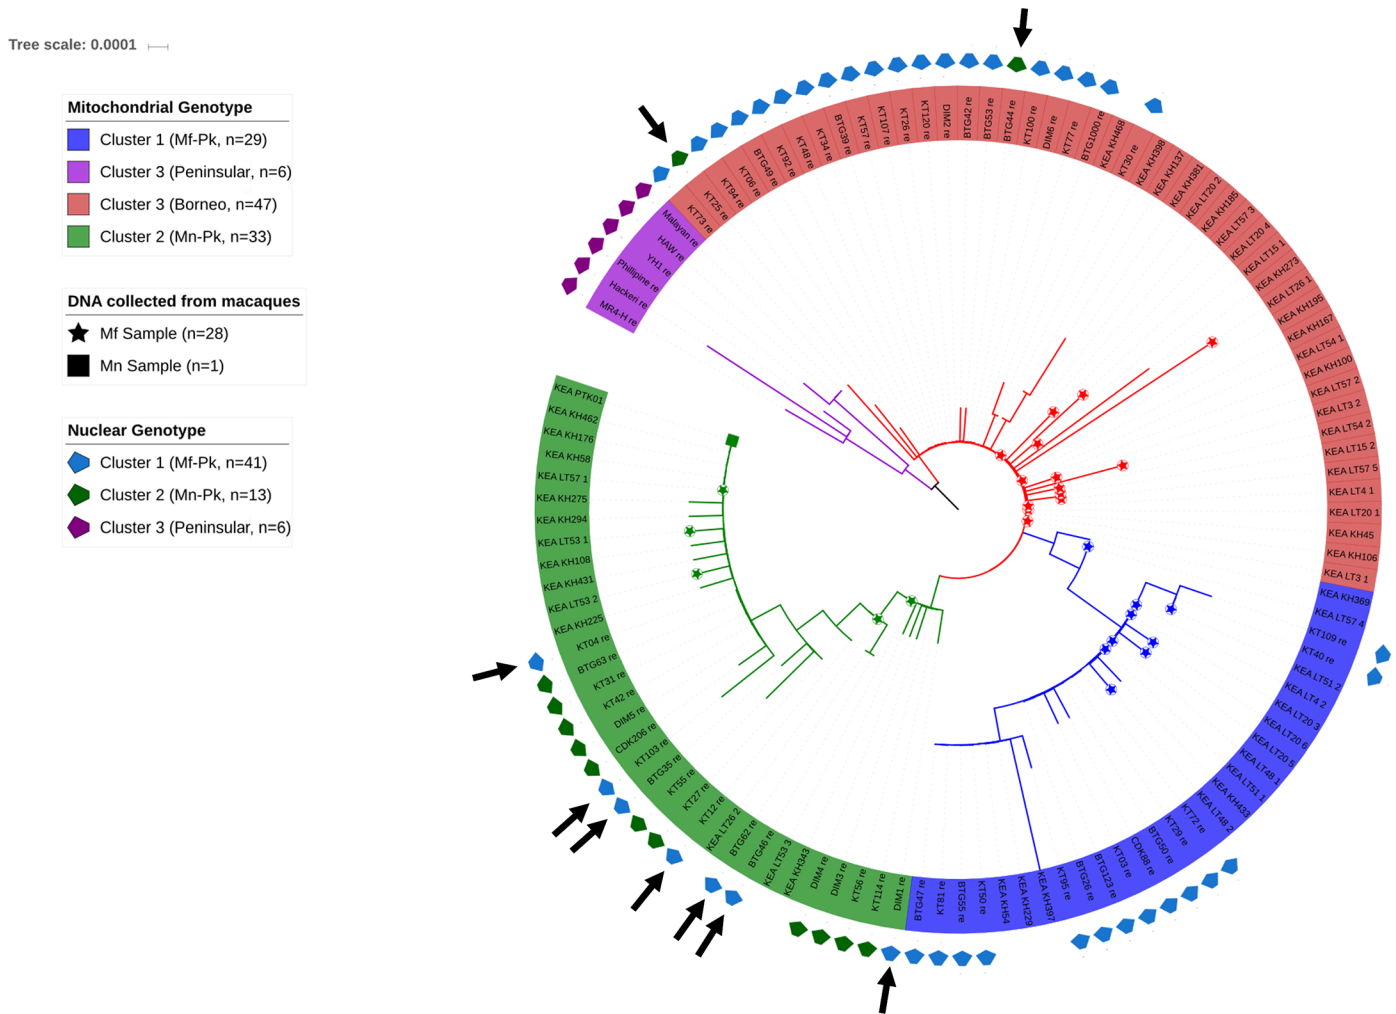 Tree scale: 0.0001
Mitochondrial Genotype
Cluster 1 (Mf-Pk, n=29)
Cluster 3 (Peninsular, n=6)
Cluster 3 (Borneo, n=47)
Cluster 2 (Mn-Pk, n=33)
DNA collected from macaques
Mf Sample (n=28)
Mn Sample (n=1)
Nuclear Genotype
Cluster 1 (Mf-Pk, n=41)
Cluster 2 (Mn-Pk, n=13)
Cluster 3 (Peninsular, n=6)
MR4-H re
Hackeri re
Phillipine re
YH1 re
HAW re
Malayan re
KT73 re
KT25 re
KT94 re
KT06 re
BTG49 re
KT92 re
KT48 re
KT34 re
BTG39 re
KT57 re
KT107 re
KT26 re
KT120 re
DIM2 re
BTG42 re
BTG53 re
BTG44 re
KT100 re
DIM6 re
KT77 re
BTG1000 re
KEA KH468
KT30 re
KEA KH398
KEA KH137
KEA KH381
KEA LT20 2
KEA KH185
KEA LT57 3
KEA LT20 4
KEA LT15 1
KEA KH273
KEA LT26 1
KEA KH195
KEA KH167
KEA LT54 1
KEA KH100
KEA LT57 2
KEA LT3 2
KEA LT54 2
KEA LT15 2
KEA LT57 5
KEA LT4 1
KEA LT20 1
KEA KH45
KEA KH106
KEA LT3 1
KEA KH369
KEA LT57 4
KT109 re
KT40 re
KEA LT51 2
KEA LT4 2
KEA LT20 3
KEA LT20 6
KEA LT20 5
KEA LT48 1
KEA LT51 1
KEA KH433
KEA LT48 2
KT72 re
KT29 re
BTG50 re
CDK88 re
KT03 re
BTG123 re
BTG26 re
KT95 re
KEA KH397
KEA KH229
KEA KH54
KT50 re
BTG55 re
KT81 re
BTG47 re
DIM1 re
KT114 re
KT56 re
DIM3 re
DIM4 re
KEA KH343
KEA LT53 3
BTG46 re
BTG62 re
KEA LT26 2
KT12 re
KT27 re
KT55 re
BTG35 re
KT103 re
CDK206 re
DIM5 re
KT42 re
KT31 re
BTG63 re
KT04 re
KEA KH225
KEA LT53 2
KEA KH431
KEA KH108
KEA LT53 1
KEA KH294
KEA KH275
KEA LT57 1
KEA KH58
KEA KH176
KEA KH462
KEA PTK01